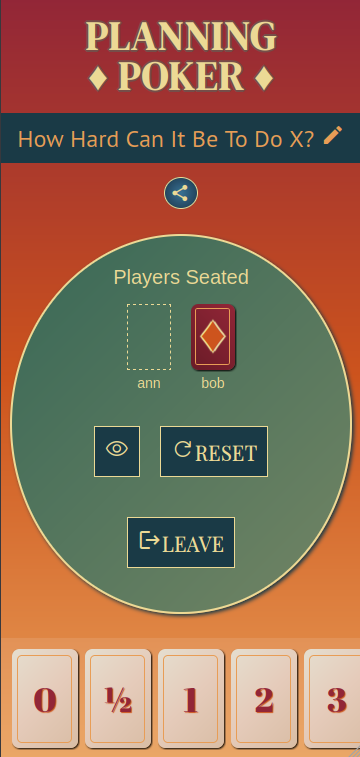 PLANNING
♦ POKER ♦
How Hard Can It Be To Do X?
Players Seated
ann bob
RESET
LEAVE
0 ½ 1 2 3